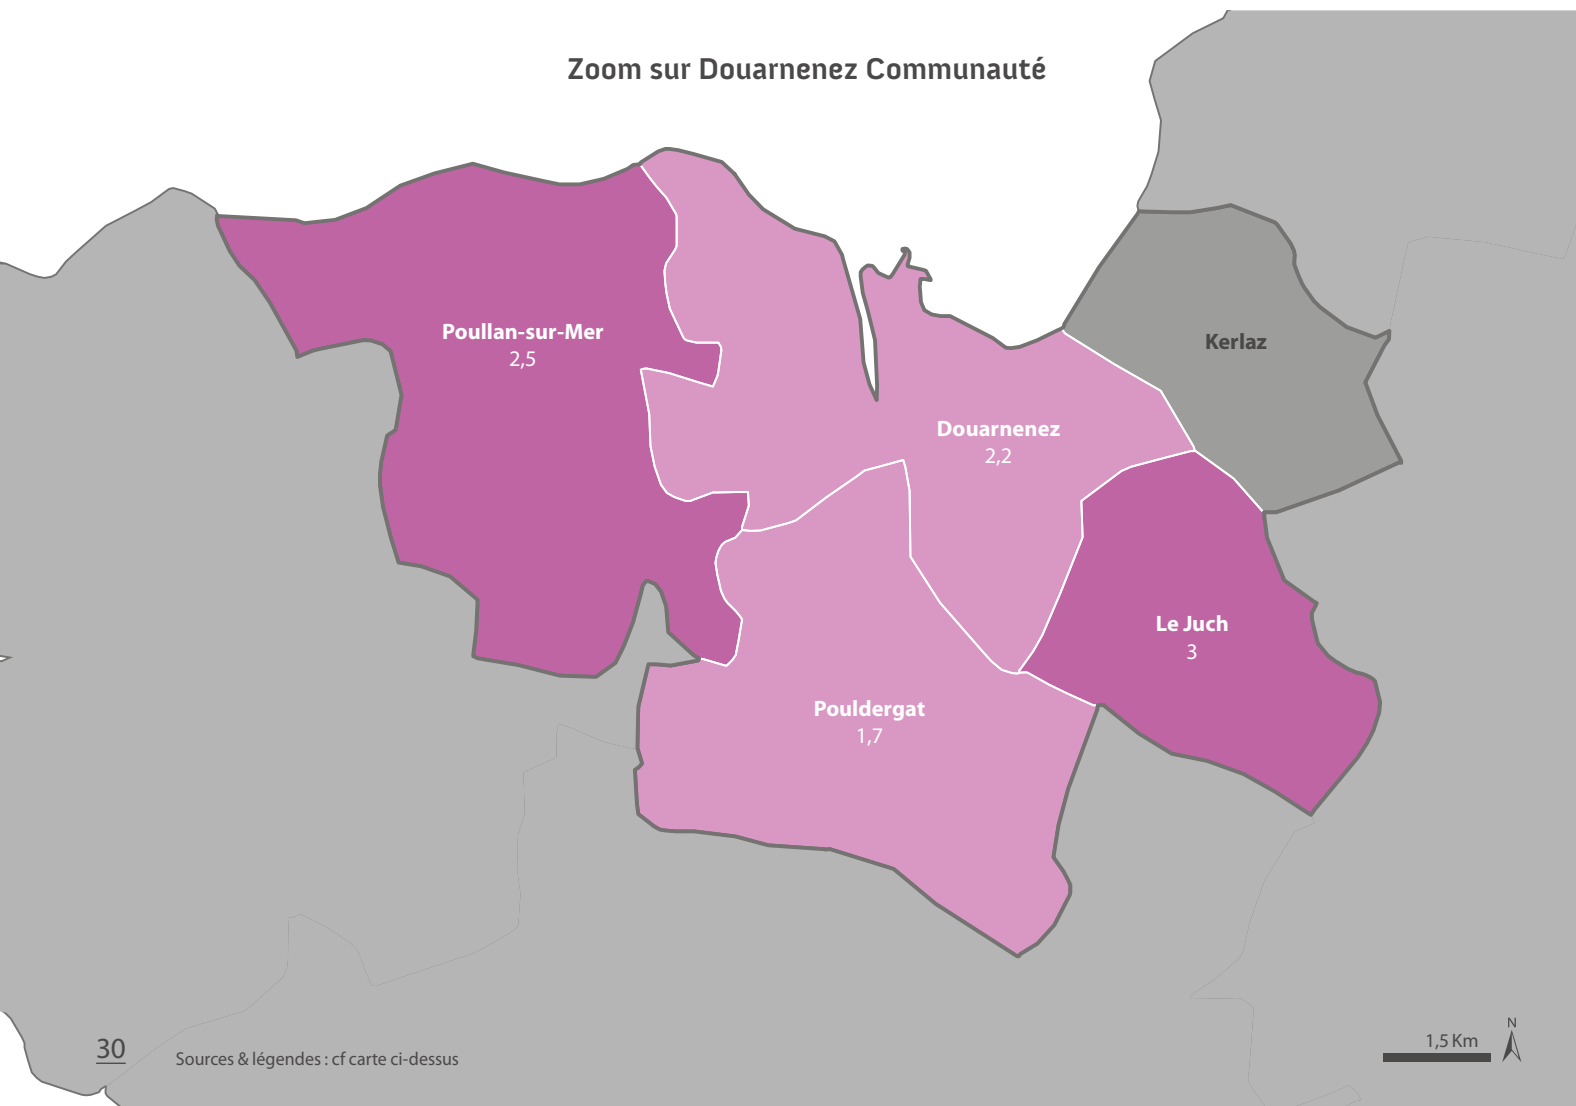 Zoom sur Douarnenez Communauté
Poullan-sur-Mer
2,5
Kerlaz
Douarnenez
2,2
Le Juch
3
Pouldergat
1,7
30
Sources & légendes : cf carte ci-dessus
1,5 Km
N